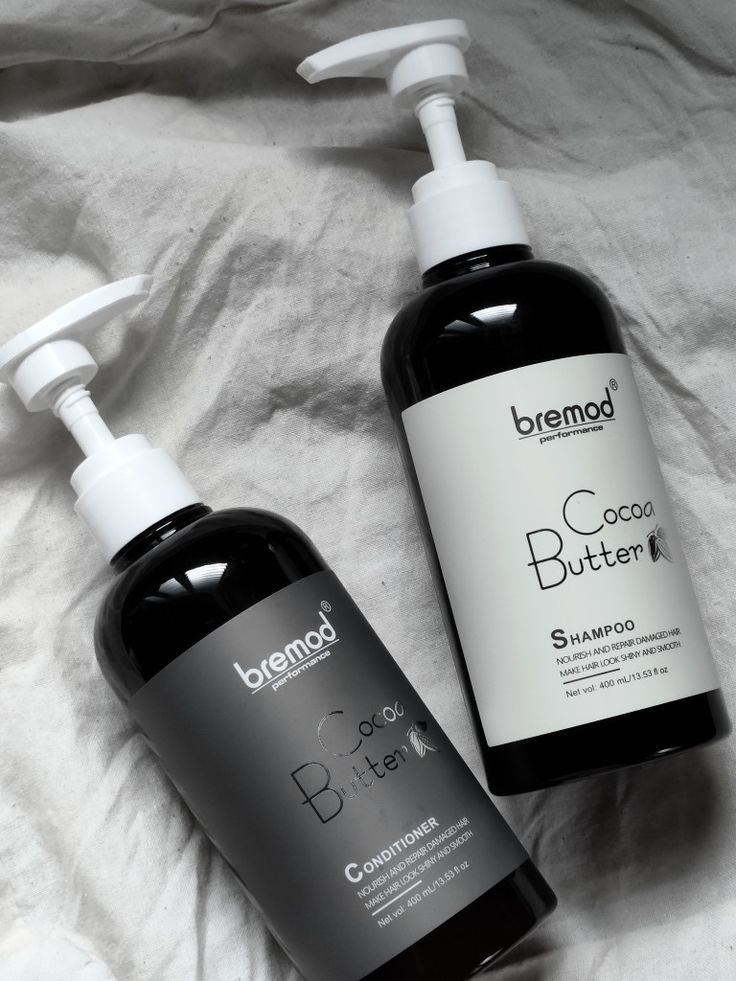 bremod®
performance
Cocoa
Butter
SHAMPOO
NOURISH AND REPAIR DAMAGED HAIR
MAKE HAIR LOOK SHINY AND SMOOTH
Net vol: 400 mL/13.53 fl oz
bremod®
performance
Cocoa
Butter
CONDITIONER
NOURISH AND REPAIR DAMAGED HAIR
MAKE HAIR LOOK SHINY AND SMOOTH
Net vol: 400 mL/13.53 fl oz